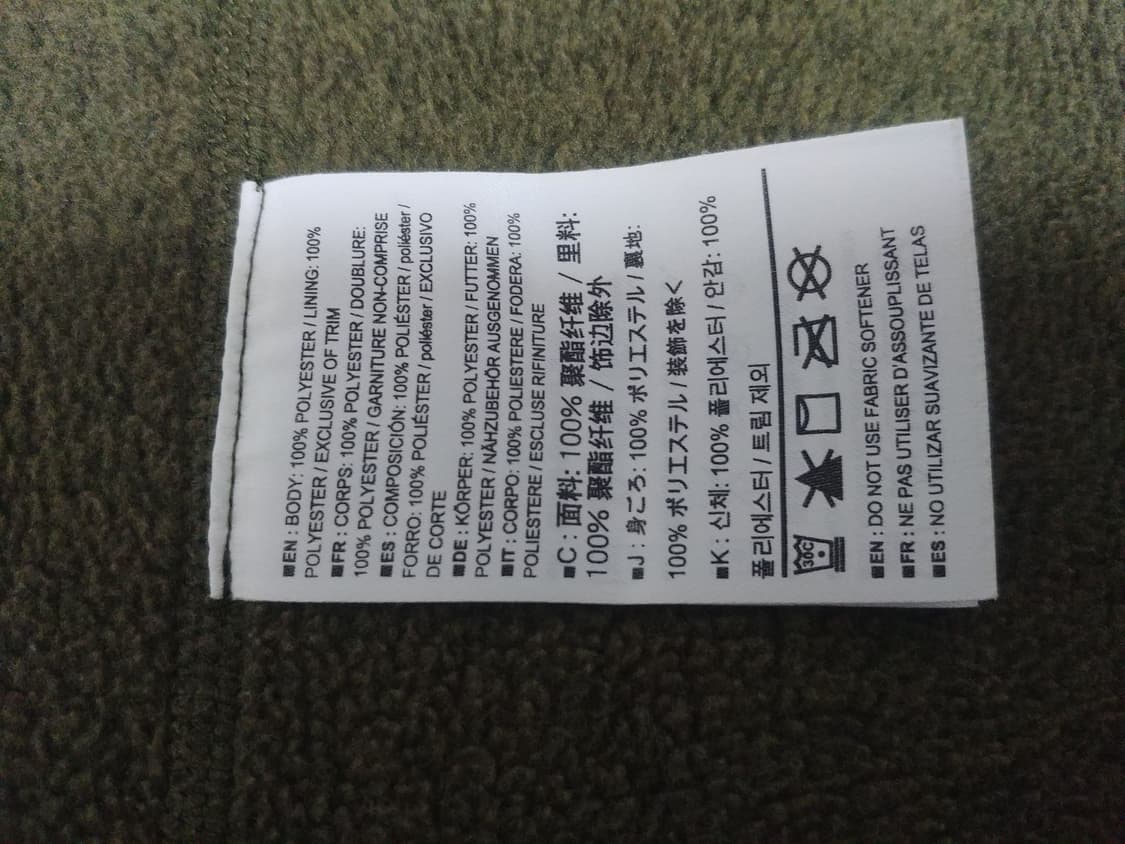 ■EN : BODY: 100% POLYESTER / LINING: 100%
POLYESTER / EXCLUSIVE OF TRIM
■FR : CORPS: 100% POLYESTER / DOUBLURE:
100% POLYESTER / GARNITURE NON-COMPRISE
■ES : COMPOSICIÓN: 100% POLIÉSTER / poliéster /
FORRO: 100% POLIÉSTER / poliéster / EXCLUSIVO
DE CORTE
■DE : KÖRPER: 100% POLYESTER / FUTTER: 100%
POLYESTER / NÄHZUBEHÖR AUSGENOMMEN
■IT : CORPO: 100% POLIESTERE / FODERA: 100%
POLIESTERE / ESCLUSE RIFINITURE
■C : 面料: 100% 聚酯纤维 / 里料:
100% 聚酯纤维 / 饰边除外
■J : 身ごろ: 100% ポリエステル / 裏地:
100% ポリエステル / 装飾を除く
■K : 신체: 100% 폴리에스터 / 안감: 100%
폴리에스터 / 트림 제외
30C
■EN : DO NOT USE FABRIC SOFTENER
■FR : NE PAS UTILISER D'ASSOUPLISSANT
■ES : NO UTILIZAR SUAVIZANTE DE TELAS